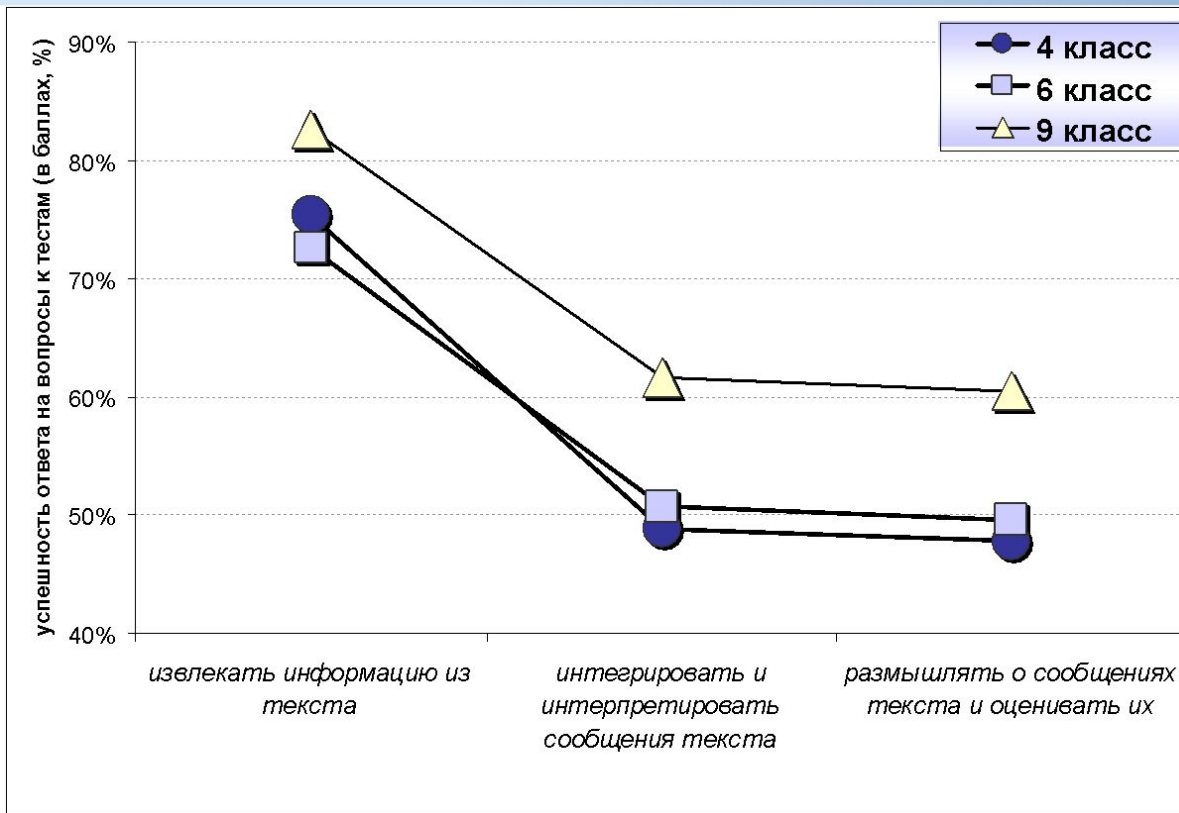 успешность ответа на вопросы к тестам (в баллах, %)
90%
80%
70%
60%
50%
40%
4 класс
6 класс
9 класс
извлекать информацию из
текста
интегрировать и
интерпретировать
сообщения текста
размышлять о сообщениях
текста и оценивать их